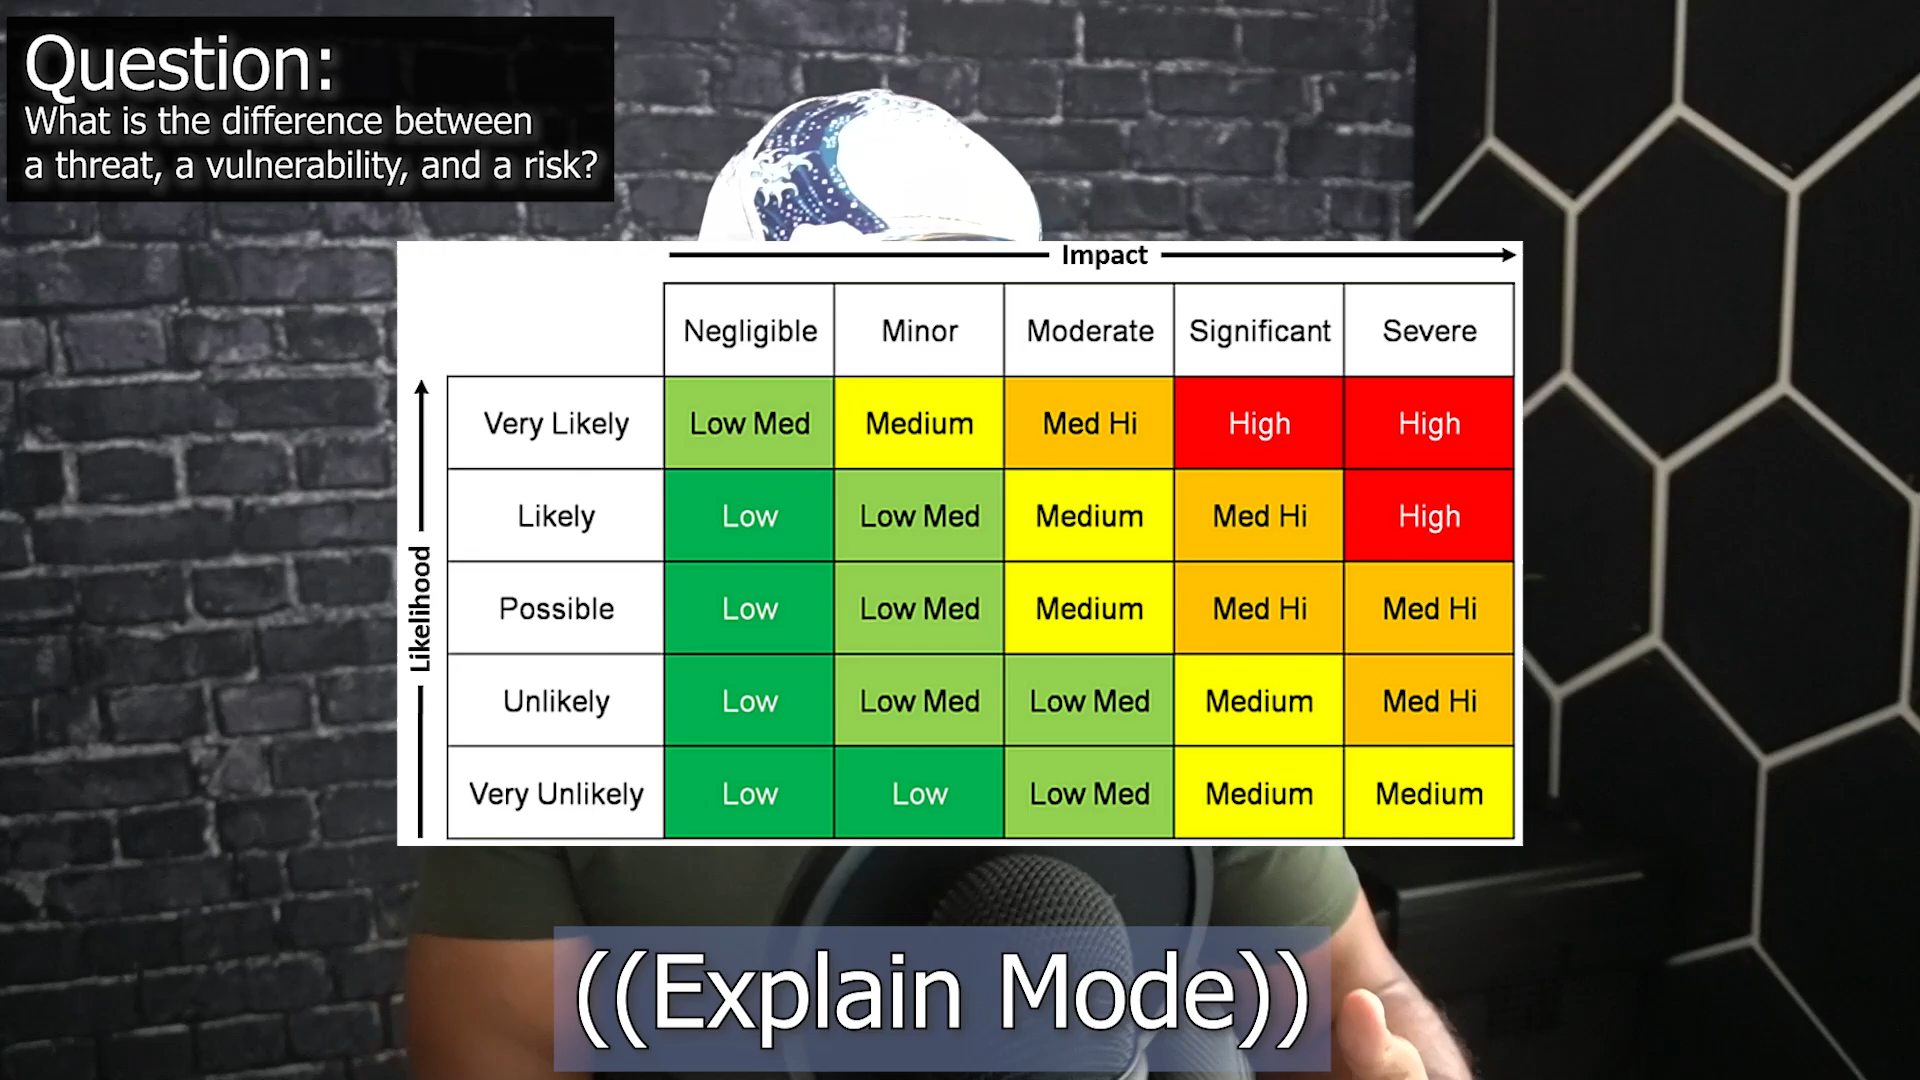 Question:
What is the difference between
a threat, a vulnerability, and a risk?
Impact
Negligible Minor Moderate Significant Severe
Likelihood
Very Likely Low Med Medium Med Hi High High
Likely Low Low Med Medium Med Hi High
Possible Low Low Med Medium Med Hi Med Hi
Unlikely Low Low Med Low Med Medium Med Hi
Very Unlikely Low Low Low Med Medium Medium
((Explain Mode))